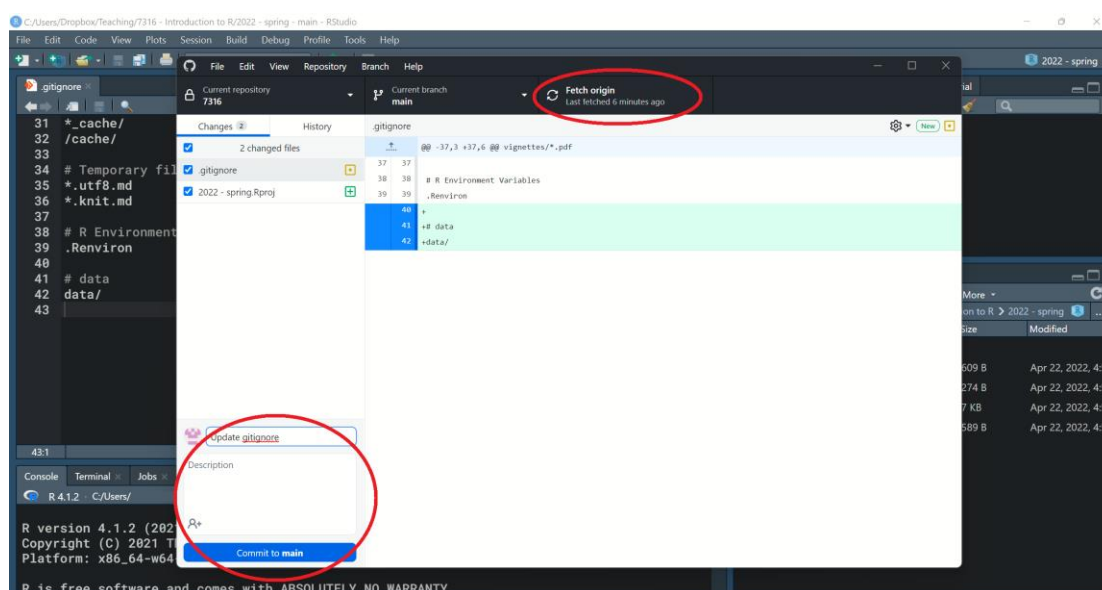 C:/Users/Dropbox/Teaching/7316 - Introduction to R/2022 - spring - main - RStudio
File Edit Code View Plots Session Build Debug Profile Tools Help
2022 - spring
.gitignore
31 *_cache/
32 /cache/
33
34 # Temporary fil
35 *.utf8.md
36 *.knit.md
37
38 # R Environment
39 .Renviron
40
41 # data
42 data/
43
43:1
Console Terminal Jobs
R 4.1.2 · C:/Users/
R version 4.1.2 (202
Copyright (C) 2021 T
Platform: x86_64-w64
R is free software and comes with ABSOLUTELY NO WARRANTY
File Edit View Repository Branch Help
Current repository
7316
Current branch
main
Fetch origin
Last fetched 6 minutes ago
Changes 2 History
2 changed files
.gitignore
2022 - spring.Rproj
.gitignore
New
@@ -37,3 +37,6 @@ vignettes/*.pdf
37 37
38 38 # R Environment Variables
39 39 .Renviron
40 +
41 +# data
42 +data/
Update gitignore
Description
Commit to main
ial
More
on to R > 2022 - spring ..
Size Modified
609 B Apr 22, 2022, 4:
274 B Apr 22, 2022, 4:
7 KB Apr 22, 2022, 4:
589 B Apr 22, 2022, 4: